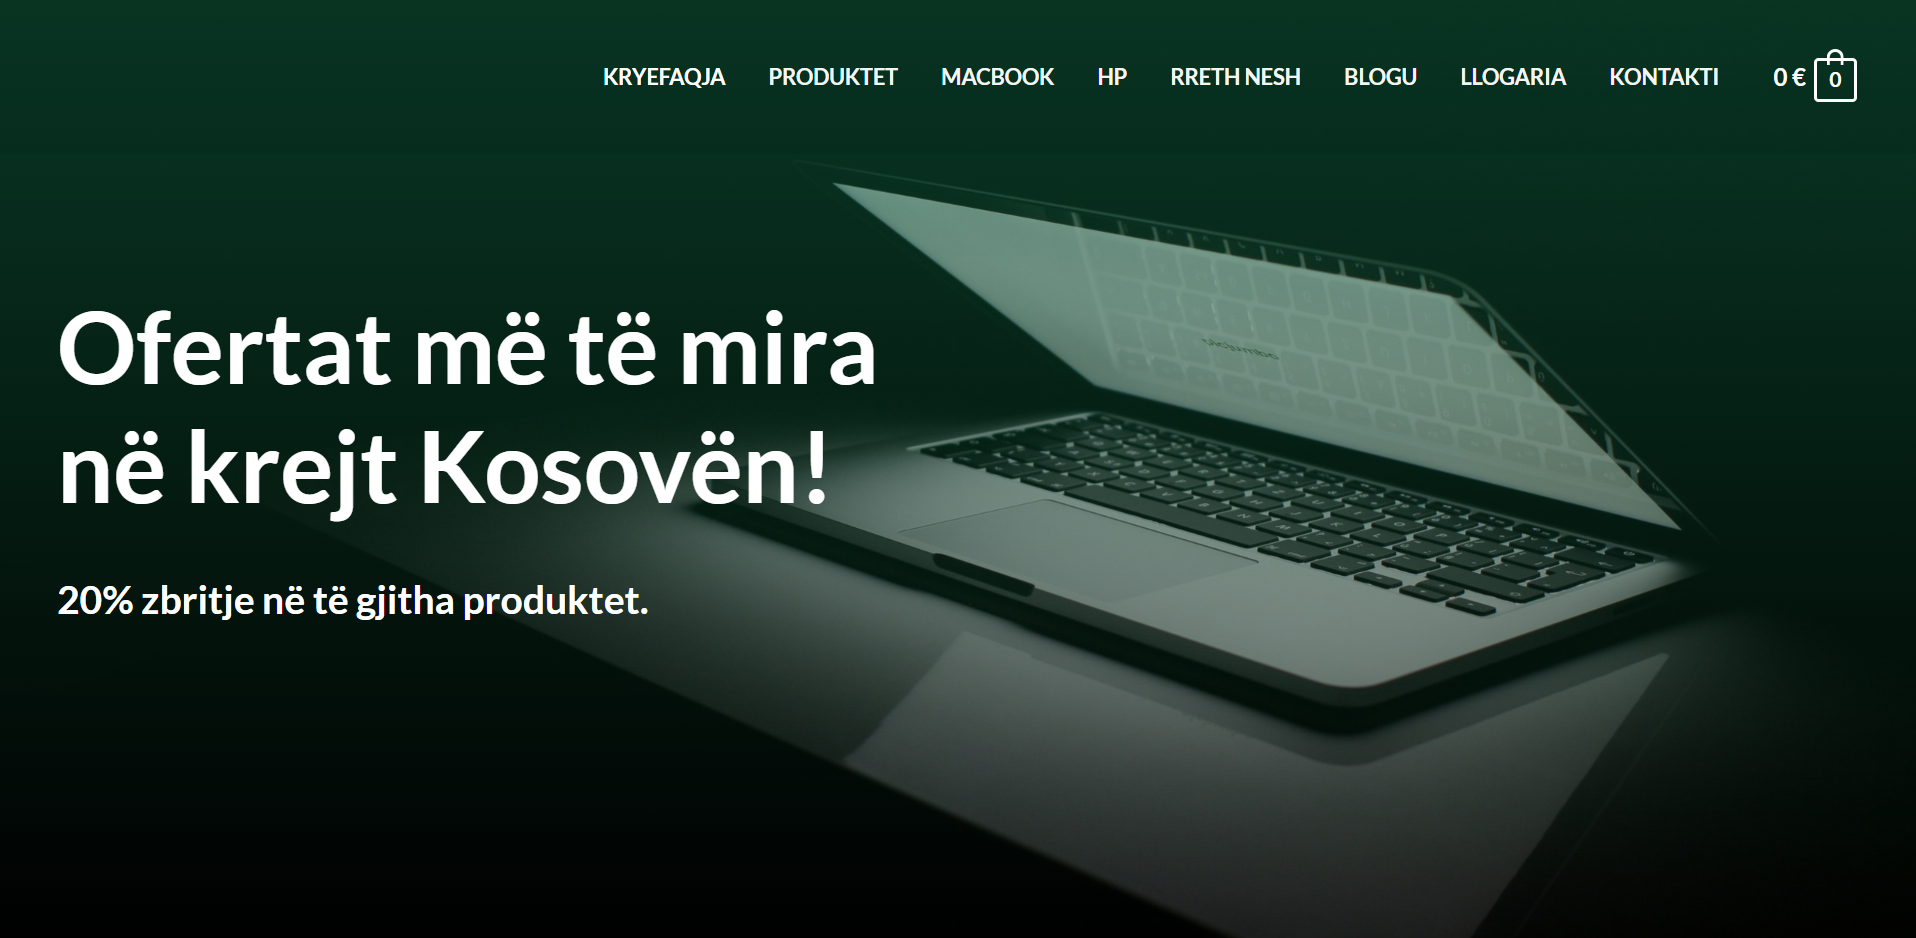 KRYEFAQJA PRODUKTET MACBOOK HP RRETH NESH BLOGU LLOGARIA KONTAKTI 0 € 0
Ofertat më të mira
në krejt Kosovën!
20% zbritje në të gjitha produktet.